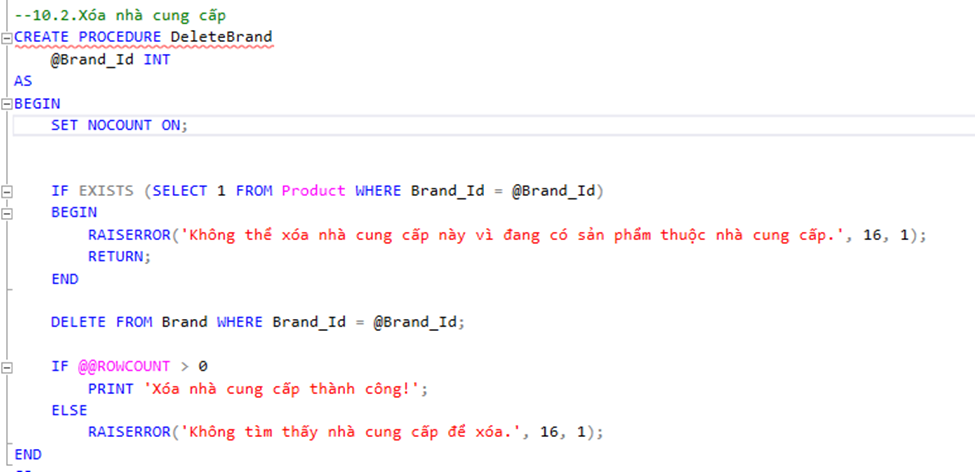 --10.2.Xóa nhà cung cấp
CREATE PROCEDURE DeleteBrand
    @Brand_Id INT
AS
BEGIN
    SET NOCOUNT ON;
    IF EXISTS (SELECT 1 FROM Product WHERE Brand_Id = @Brand_Id)
    BEGIN
        RAISERROR('Không thể xóa nhà cung cấp này vì đang có sản phẩm thuộc nhà cung cấp.', 16, 1);
        RETURN;
    END
    DELETE FROM Brand WHERE Brand_Id = @Brand_Id;
    IF @@ROWCOUNT > 0
        PRINT 'Xóa nhà cung cấp thành công!';
    ELSE
        RAISERROR('Không tìm thấy nhà cung cấp để xóa.', 16, 1);
END